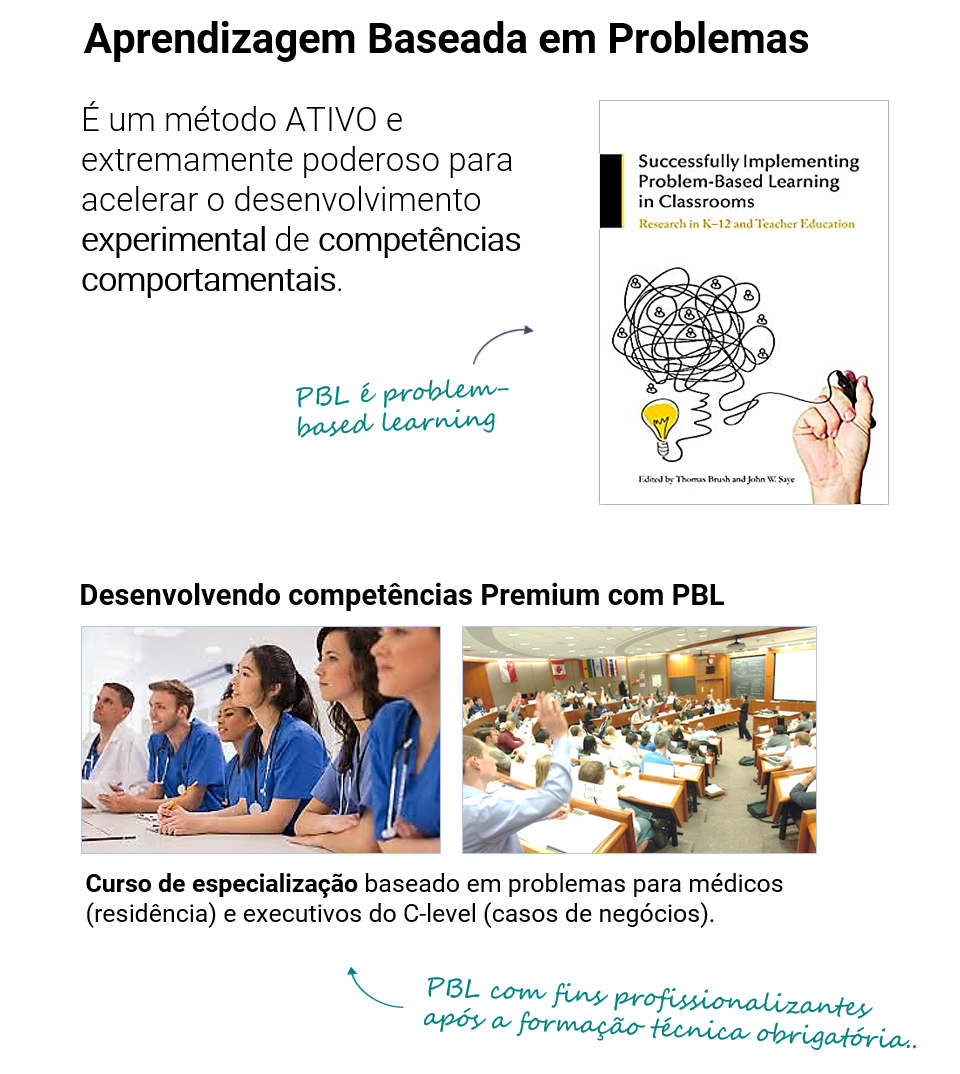 Aprendizagem Baseada em Problemas
É um método ATIVO e
extremamente poderoso para
acelerar o desenvolvimento
experimental de competências
comportamentais.
Successfully Implementing
Problem-Based Learning
in Classrooms
Research in K–12 and Teacher Education
PBL é problem-
based learning
Edited by Thomas Brush and John W. Saye
Desenvolvendo competências Premium com PBL
Curso de especialização baseado em problemas para médicos
(residência) e executivos do C-level (casos de negócios).
PBL com fins profissionalizantes
após a formação técnica obrigatória..